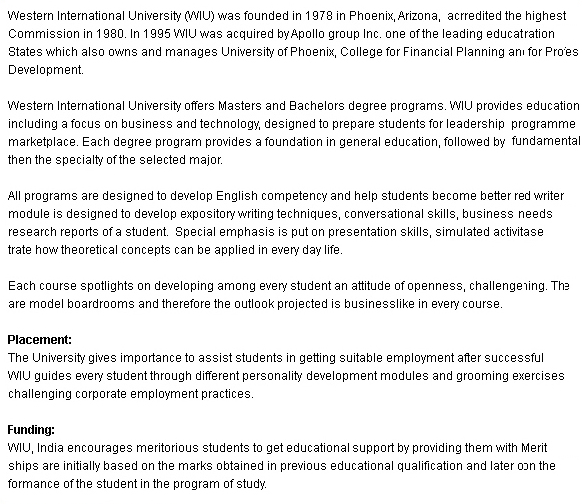 Western International University (WIU) was founded in 1978 in Phoenix, Arizona, acrredited the highest
Commission in 1980. In 1995 WIU was acquired by Apollo group Inc. one of the leading educatration
States which also owns and manages University of Phoenix, College for Financial Planning and for Profes
Development.

Western International University offers Masters and Bachelors degree programs. WIU provides education
including a focus on business and technology, designed to prepare students for leadership programme
marketplace. Each degree program provides a foundation in general education, followed by fundamental
then the specialty of the selected major.

All programs are designed to develop English competency and help students become better red writer
module is designed to develop expository writing techniques, conversational skills, business needs
research reports of a student. Special emphasis is put on presentation skills, simulated activitase
trate how theoretical concepts can be applied in every day life.

Each course spotlights on developing among every student an attitude of openness, challengening. The
are model boardrooms and therefore the outlook projected is businesslike in every course.

Placement:
The University gives importance to assist students in getting suitable employment after successful
WIU guides every student through different personality development modules and grooming exercises
challenging corporate employment practices.

Funding:
WIU, India encourages meritorious students to get educational support by providing them with Merit
ships are initially based on the marks obtained in previous educational qualification and later on the
formance of the student in the program of study.